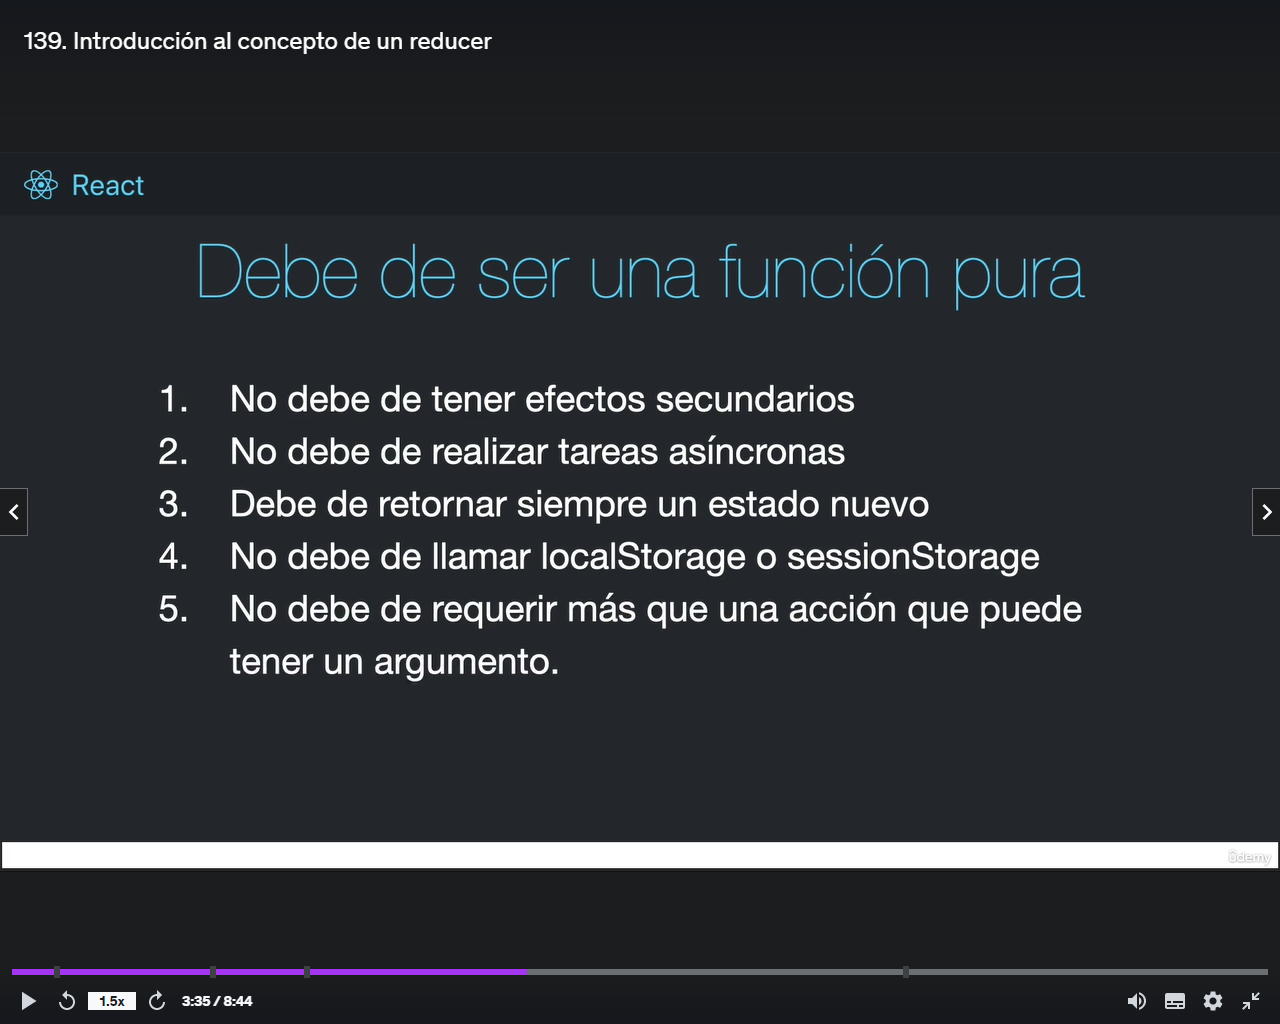 139. Introducción al concepto de un reducer
React
Debe de ser una función pura
1. No debe de tener efectos secundarios
2. No debe de realizar tareas asíncronas
3. Debe de retornar siempre un estado nuevo
4. No debe de llamar localStorage o sessionStorage
5. No debe de requerir más que una acción que puede
tener un argumento.
ûdemy
1.5x 3:35 / 8:44